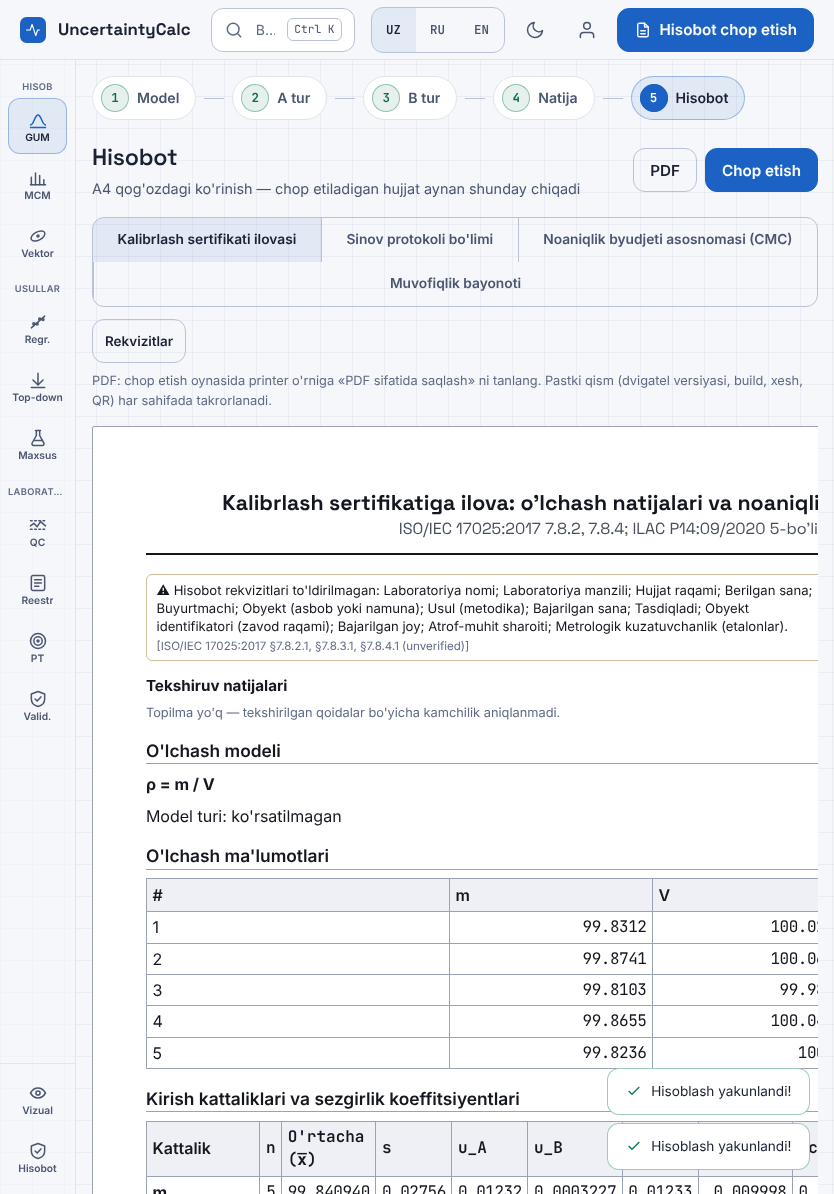 UncertaintyCalc
B...
Ctrl K
UZ RU EN
Hisobot chop etish
HISOB
GUM
MCM
Vektor
USULLAR
Regr.
Top-down
Maxsus
LABORAT...
QC
Reestr
PT
Valid.
Vizual
Hisobot
1 Model 2 A tur 3 B tur 4 Natija 5 Hisobot
Hisobot
A4 qog'ozdagi ko'rinish — chop etiladigan hujjat aynan shunday chiqadi
PDF
Chop etish
Kalibrlash sertifikati ilovasi
Sinov protokoli bo'limi
Noaniqlik byudjeti asosnomasi (CMC)
Muvofiqlik bayonoti
Rekvizitlar
PDF: chop etish oynasida printer o'rniga «PDF sifatida saqlash» ni tanlang. Pastki qism (dvigatel versiyasi, build, xesh,
QR) har sahifada takrorlanadi.
Kalibrlash sertifikatiga ilova: o’lchash natijalari va noaniqli
ISO/IEC 17025:2017 7.8.2, 7.8.4; ILAC P14:09/2020 5-bo’li
⚠ Hisobot rekvizitlari to'ldirilmagan: Laboratoriya nomi; Laboratoriya manzili; Hujjat raqami; Berilgan sana;
Buyurtmachi; Obyekt (asbob yoki namuna); Usul (metodika); Bajarilgan sana; Tasdiqladi; Obyekt
identifikatori (zavod raqami); Bajarilgan joy; Atrof-muhit sharoiti; Metrologik kuzatuvchanlik (etalonlar).
[ISO/IEC 17025:2017 §7.8.2.1, §7.8.3.1, §7.8.4.1 (unverified)]
Tekshiruv natijalari
Topilma yo'q — tekshirilgan qoidalar bo'yicha kamchilik aniqlanmadi.
O'lchash modeli
ρ = m / V
Model turi: ko'rsatilmagan
O'lchash ma'lumotlari
# m V
1 99.8312 100.0
2 99.8741 100.0
3 99.8103 99.9
4 99.8655 100.0
5 99.8236 100
Kirish kattaliklari va sezgirlik koeffitsiyentlari
Hisoblash yakunlandi!
Hisoblash yakunlandi!
Kattalik n O'rtacha (x̅) s u_A u_B c
m 5 99.840940 0.02756 0.01232 0.0003227 0.01233 0.009998 0